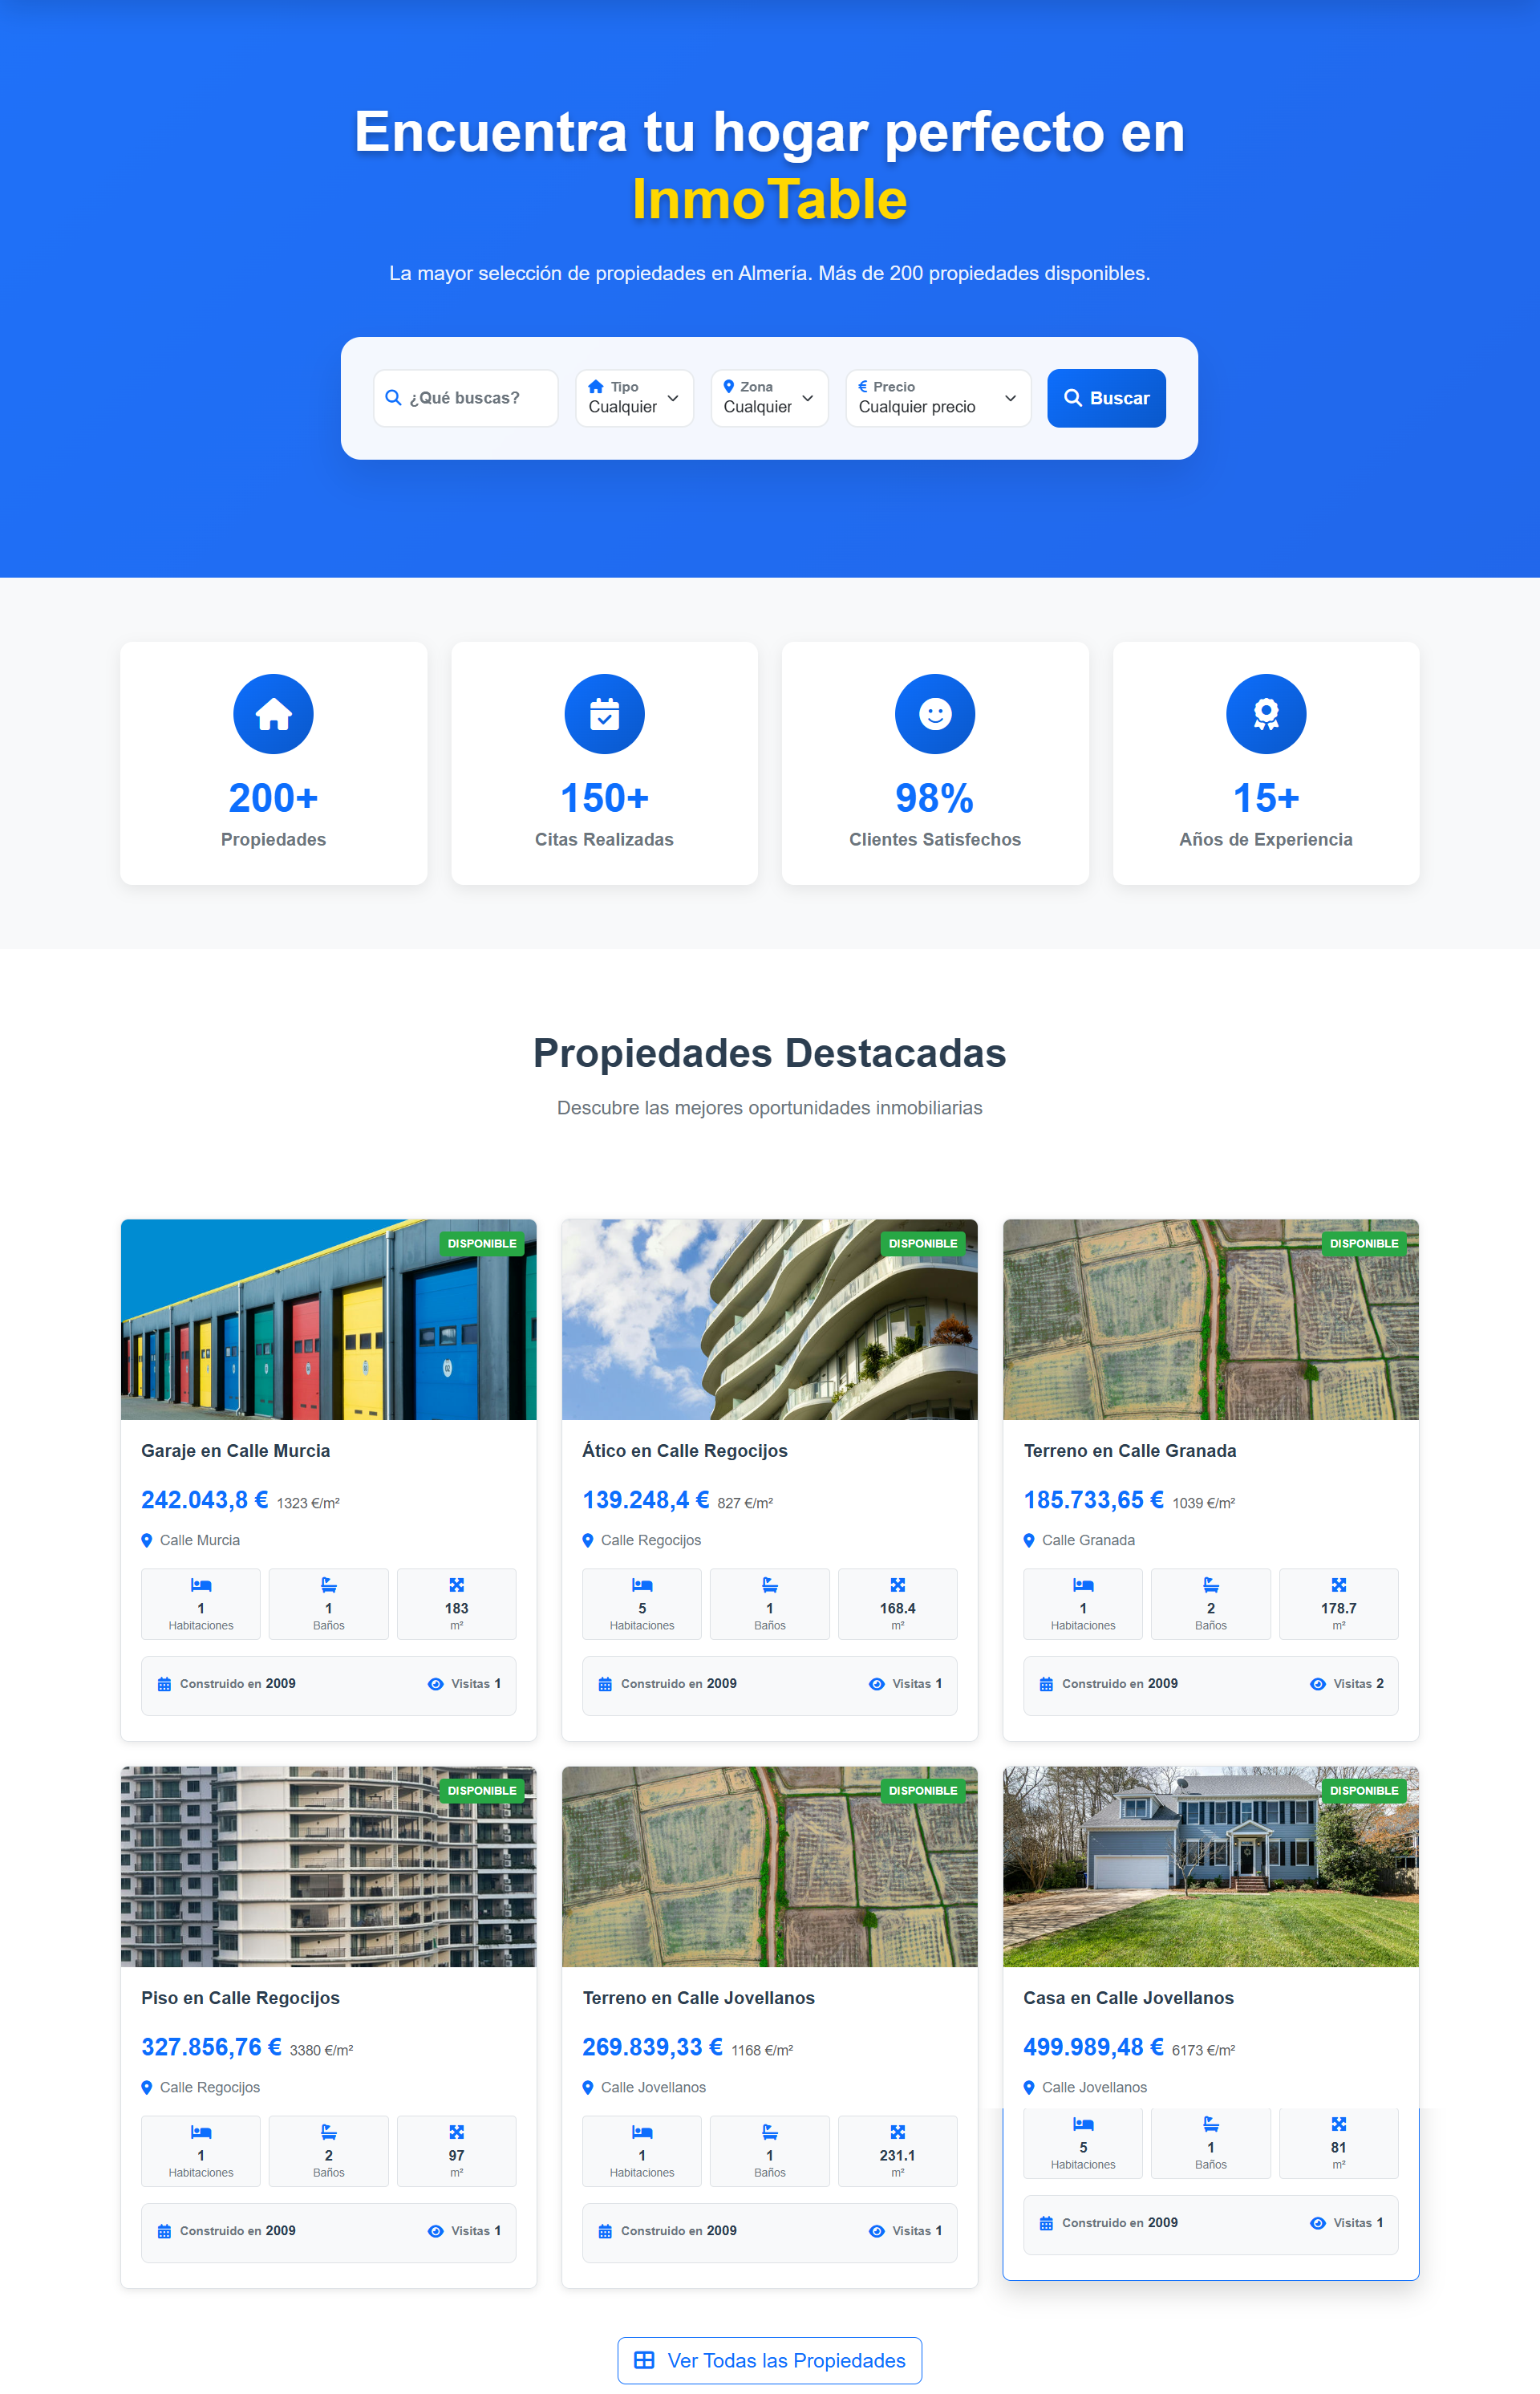 Encuentra tu hogar perfecto en
InmoTable
La mayor selección de propiedades en Almería. Más de 200 propiedades disponibles.
¿Qué buscas?
Tipo
Cualquier
Zona
Cualquier
Precio
Cualquier precio
Buscar
200+
Propiedades
150+
Citas Realizadas
98%
Clientes Satisfechos
15+
Años de Experiencia
Propiedades Destacadas
Descubre las mejores oportunidades inmobiliarias
DISPONIBLE
Garaje en Calle Murcia
242.043,8 € 1323 €/m²
Calle Murcia
1
Habitaciones
1
Baños
183
m²
Construido en 2009
Visitas 1
DISPONIBLE
Ático en Calle Regocijos
139.248,4 € 827 €/m²
Calle Regocijos
5
Habitaciones
1
Baños
168.4
m²
Construido en 2009
Visitas 1
DISPONIBLE
Terreno en Calle Granada
185.733,65 € 1039 €/m²
Calle Granada
1
Habitaciones
2
Baños
178.7
m²
Construido en 2009
Visitas 2
DISPONIBLE
Piso en Calle Regocijos
327.856,76 € 3380 €/m²
Calle Regocijos
1
Habitaciones
2
Baños
97
m²
Construido en 2009
Visitas 1
DISPONIBLE
Terreno en Calle Jovellanos
269.839,33 € 1168 €/m²
Calle Jovellanos
1
Habitaciones
1
Baños
231.1
m²
Construido en 2009
Visitas 1
DISPONIBLE
Casa en Calle Jovellanos
499.989,48 € 6173 €/m²
Calle Jovellanos
5
Habitaciones
1
Baños
81
m²
Construido en 2009
Visitas 1
Ver Todas las Propiedades